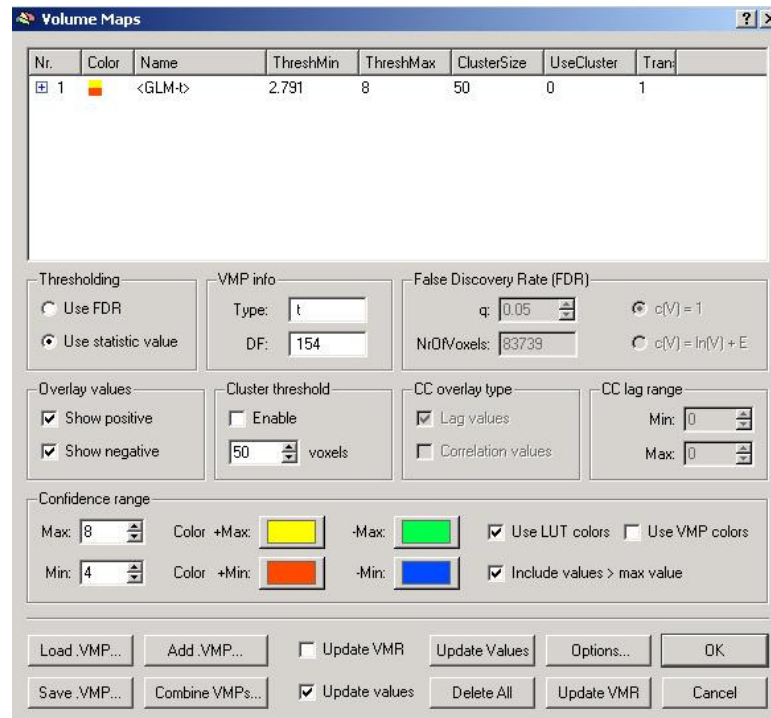 Volume Maps
Nr. Color Name ThreshMin ThreshMax ClusterSize UseCluster Trans
1 <GLM-t> 2.791 8 50 0 1
Thresholding VMP info False Discovery Rate (FDR)
Use FDR Type: t q: 0.05 c(V) = 1
Use statistic value DF: 154 NrOfVoxels: 83739 c(V) = ln(V) + E
Overlay values Cluster threshold CC overlay type CC lag range
Show positive Enable Lag values Min: 0
Show negative 50 voxels Correlation values Max: 0
Confidence range
Max: 8 Color +Max: -Max: Use LUT colors Use VMP colors
Min: 4 Color +Min: -Min: Include values > max value
Load .VMP... Add .VMP... Update VMR Update Values Options... OK
Save .VMP... Combine VMPs... Update values Delete All Update VMR Cancel